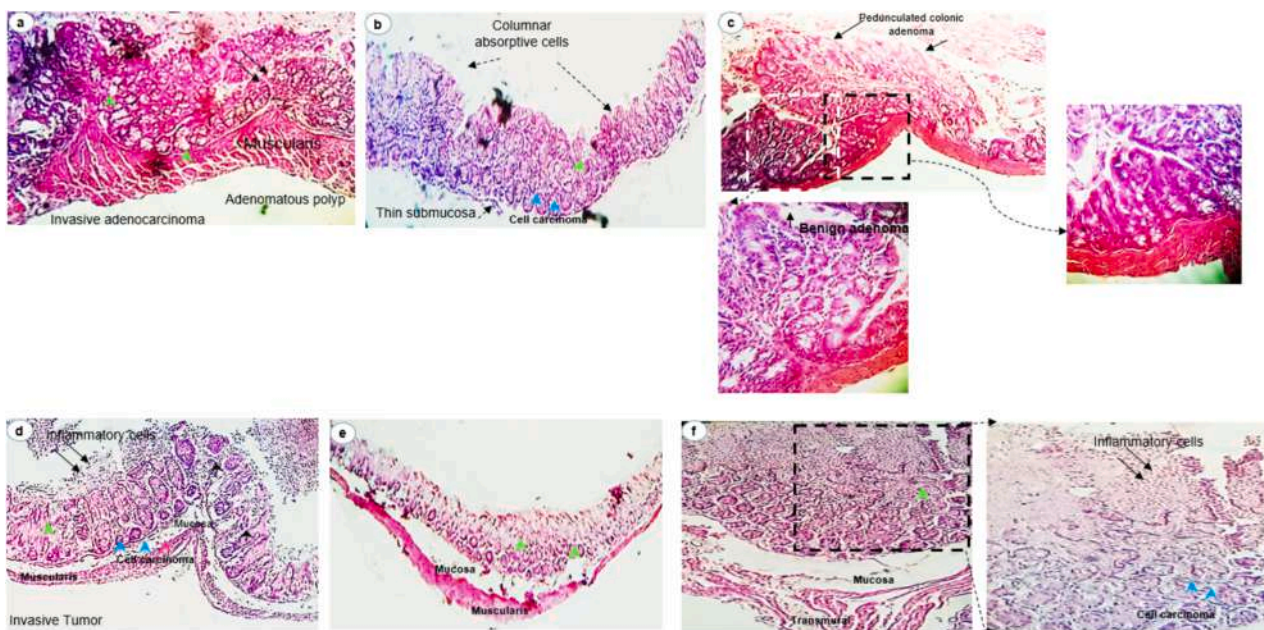 a
Muscularis
Adenomatous polyp
Invasive adenocarcinoma
b
Columnar
absorptive cells
Thin submucosa
Cell carcinoma
c
Pedunculated colonic
adenoma
Benign adenoma
d
Inflammatory cells
Mucosa
Cell carcinoma
Muscularis
Invasive Tumor
e
Mucosa
Muscularis
f
Mucosa
Transmural
Inflammatory cells
Cell carcinoma